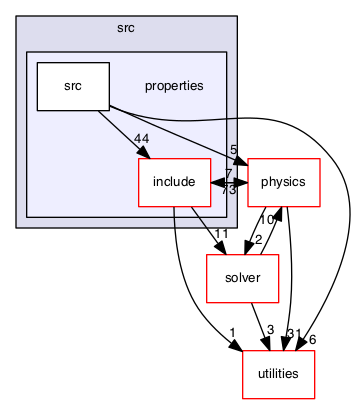 src
src
properties
44
5
include
7
73
physics
11
10
2
solver
1
3
31
6
utilities